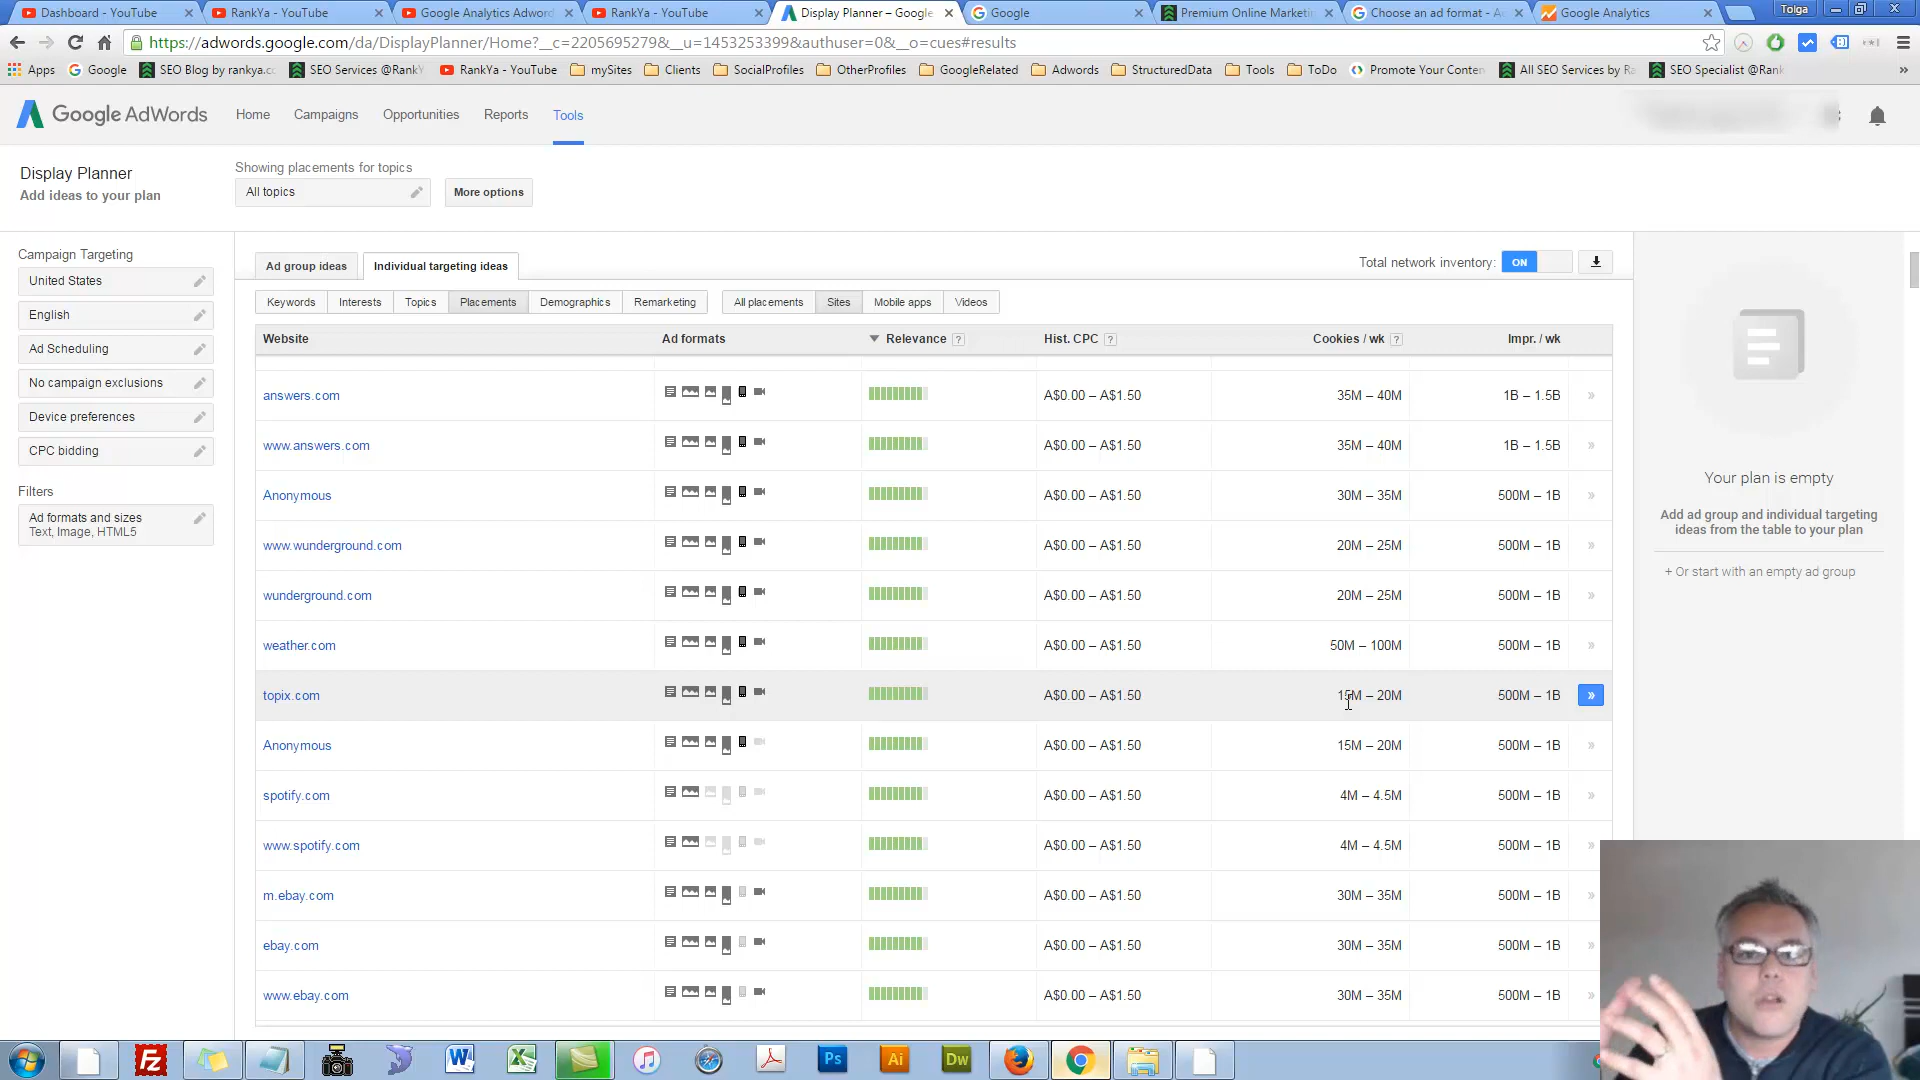 Dashboard - YouTube
RankYa - YouTube
Google Analytics Adword
RankYa - YouTube
Display Planner – Google
Google
Premium Online Marketin
Choose an ad format - A
Google Analytics
Tolga
https://adwords.google.com/da/DisplayPlanner/Home?__c=2205695279&__u=1453253399&authuser=0&__o=cues#results
Apps
Google
SEO Blog by rankya.co
SEO Services @RankY
RankYa - YouTube
mySites
Clients
SocialProfiles
OtherProfiles
GoogleRelated
Adwords
StructuredData
Tools
ToDo
Promote Your Conten
All SEO Services by Ra
SEO Specialist @Rank
Google AdWords
Home
Campaigns
Opportunities
Reports
Tools
Display Planner
Add ideas to your plan
Showing placements for topics
All topics
More options
Campaign Targeting
United States
English
Ad Scheduling
No campaign exclusions
Device preferences
CPC bidding
Filters
Ad formats and sizes
Text, Image, HTML5
Ad group ideas
Individual targeting ideas
Total network inventory:
ON
Keywords
Interests
Topics
Placements
Demographics
Remarketing
All placements
Sites
Mobile apps
Videos
Website Ad formats Relevance ? Hist. CPC ? Cookies / wk ? Impr. / wk
answers.com A$0.00 – A$1.50 35M – 40M 1B – 1.5B »
www.answers.com A$0.00 – A$1.50 35M – 40M 1B – 1.5B »
Anonymous A$0.00 – A$1.50 30M – 35M 500M – 1B »
www.wunderground.com A$0.00 – A$1.50 20M – 25M 500M – 1B »
wunderground.com A$0.00 – A$1.50 20M – 25M 500M – 1B »
weather.com A$0.00 – A$1.50 50M – 100M 500M – 1B »
topix.com A$0.00 – A$1.50 15M – 20M 500M – 1B »
Anonymous A$0.00 – A$1.50 15M – 20M 500M – 1B »
spotify.com A$0.00 – A$1.50 4M – 4.5M 500M – 1B »
www.spotify.com A$0.00 – A$1.50 4M – 4.5M 500M – 1B »
m.ebay.com A$0.00 – A$1.50 30M – 35M 500M – 1B »
ebay.com A$0.00 – A$1.50 30M – 35M 500M – 1B »
www.ebay.com A$0.00 – A$1.50 30M – 35M 500M – 1B »
Your plan is empty
Add ad group and individual targeting
ideas from the table to your plan
+ Or start with an empty ad group
Fz
W
X
Ps
Ai
Dw